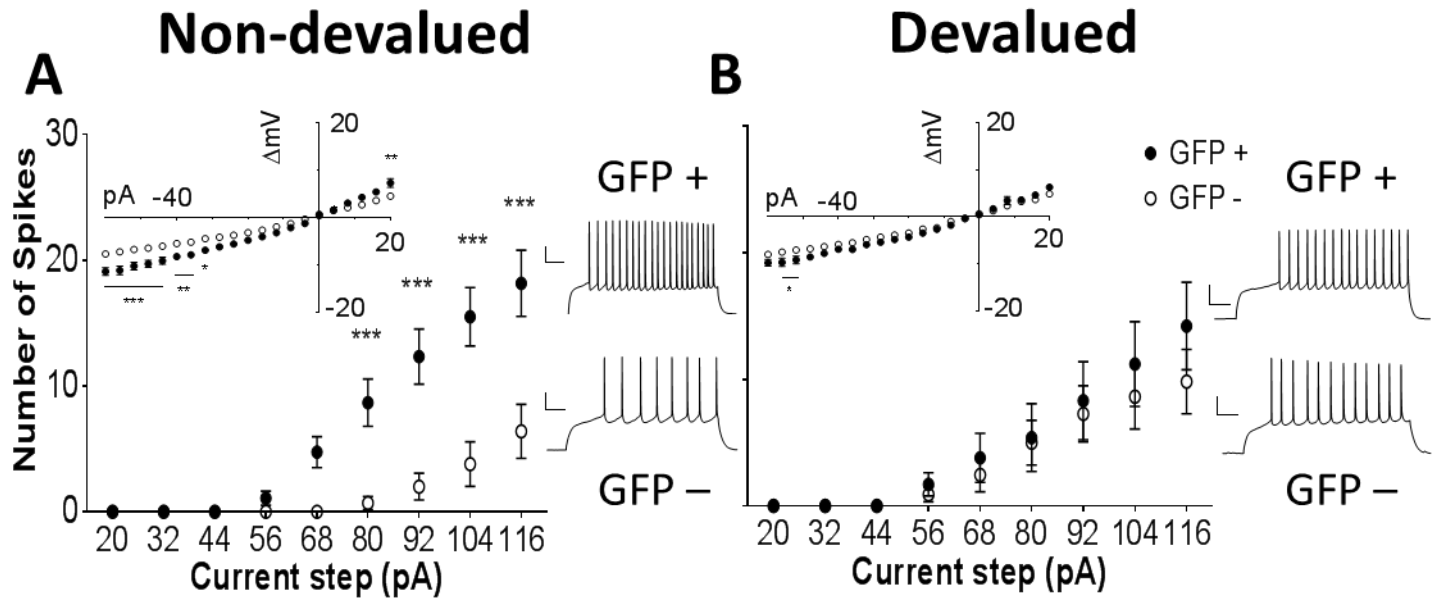 Non-devalued
Devalued
A
B
Number of Spikes
30
20
10
0
20 32 44 56 68 80 92 104 116
Current step (pA)
ΔmV
20
-20
pA -40
20
**
***
**
*
***
***
***
***
GFP +
GFP –
ΔmV
20
-20
pA -40
20
*
GFP +
GFP -
GFP +
GFP –
20 32 44 56 68 80 92 104 116
Current step (pA)